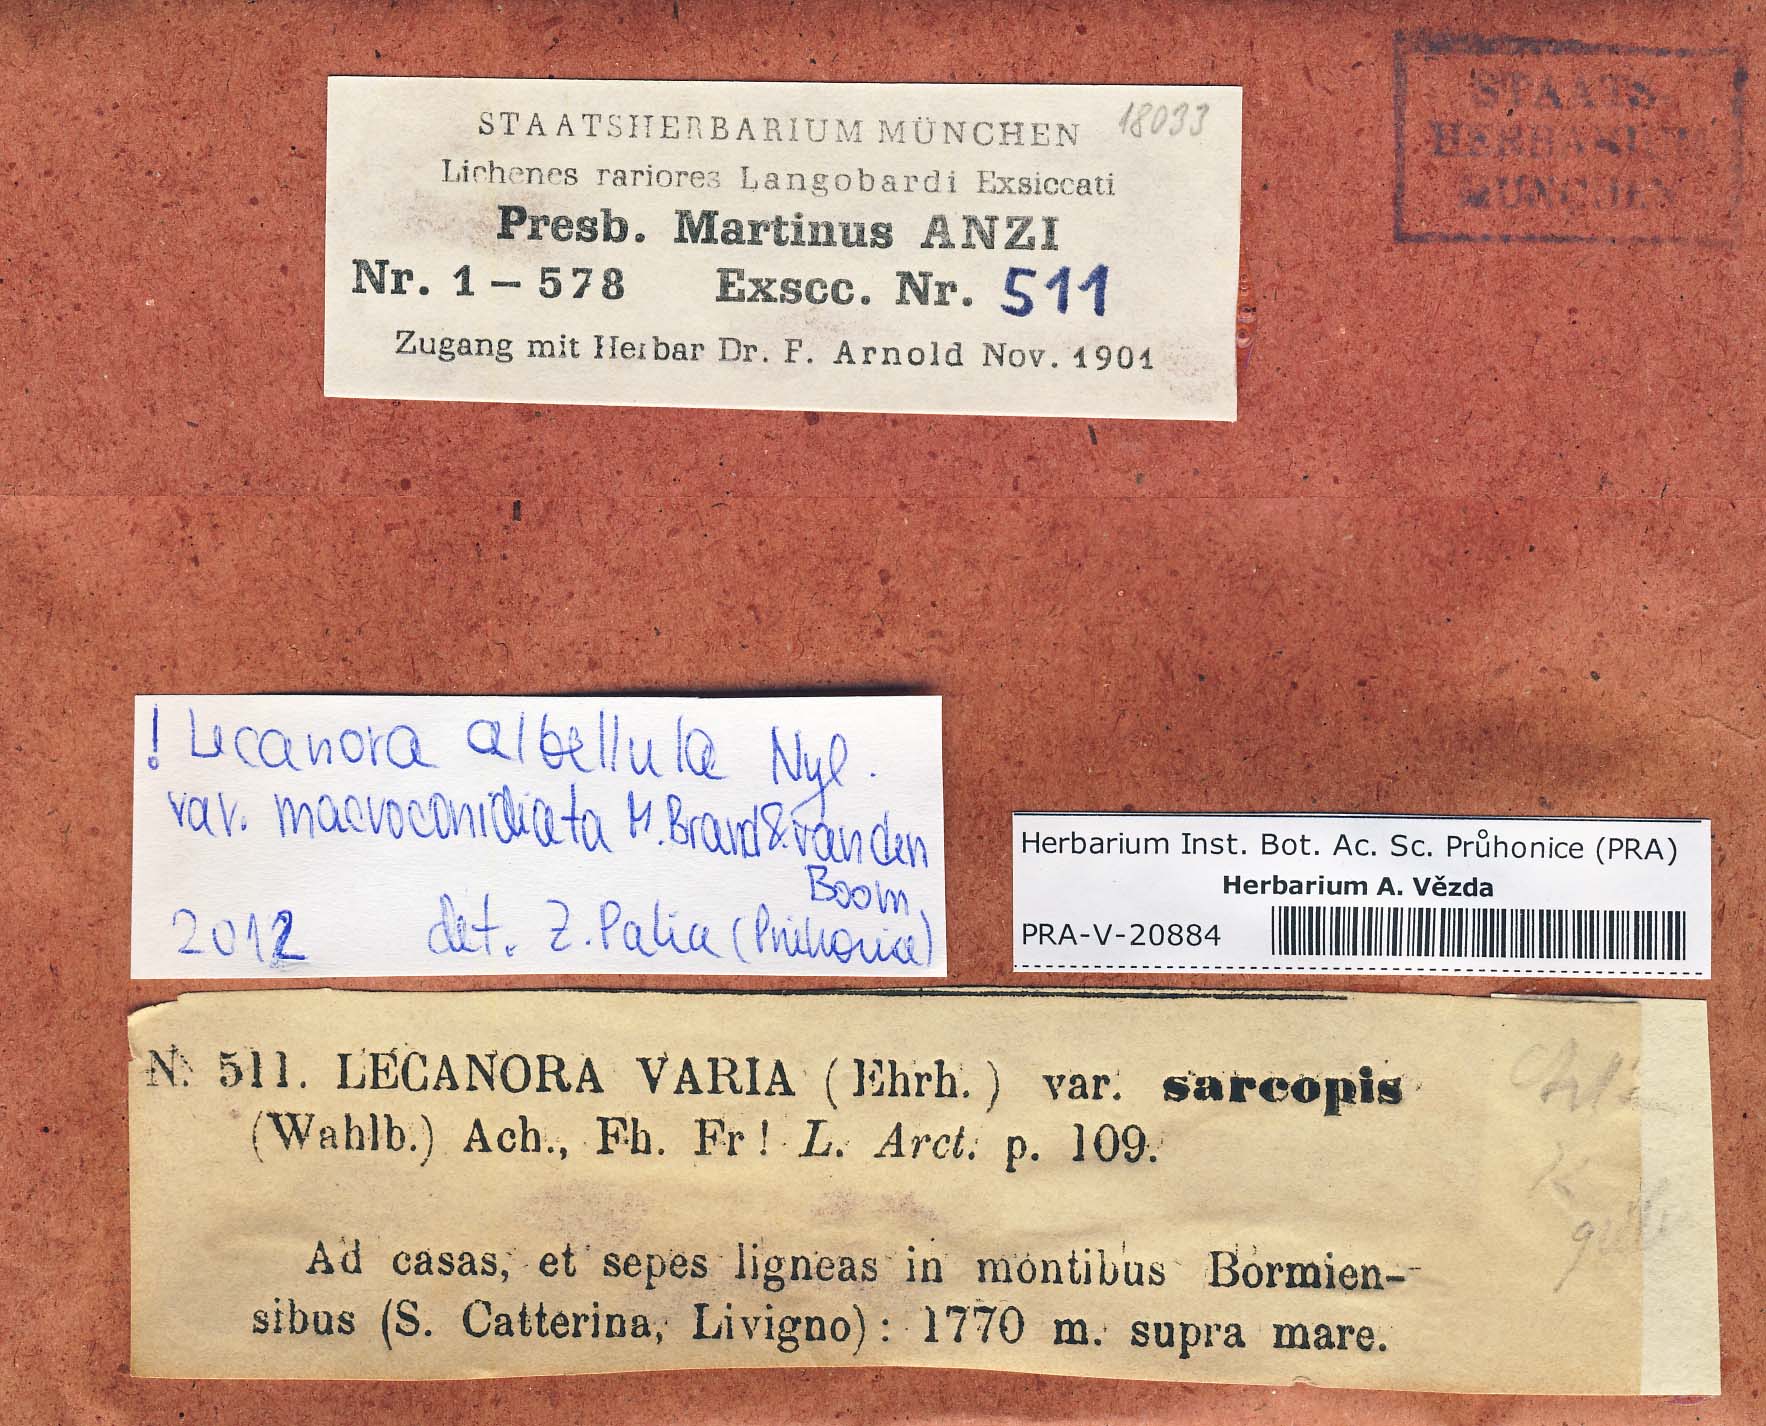 STAATS
HERBARIUM
MÜNCHEN
18033
STAATSHERBARIUM MÜNCHEN
Lichenes rariores Langobardi Exsiccati
Presb. Martinus ANZI
Nr. 1 – 578 Exscc. Nr. 511
Zugang mit Herbar Dr. F. Arnold Nov. 1901
! Lecanora albellula Nyl.
var. macroconidiata M. Brand & van den
Boom
2012 det. Z. Palice (Průhonice)
Herbarium Inst. Bot. Ac. Sc. Průhonice (PRA)
Herbarium A. Vězda
PRA-V-20884
N. 511. LECANORA VARIA (Ehrh.) var. sarcopis
(Wahlb.) Ach., Fh. Fr! L. Arct. p. 109.
Ad casas, et sepes ligneas in montibus Bormien-
sibus (S. Catterina, Livigno): 1770 m. supra mare.